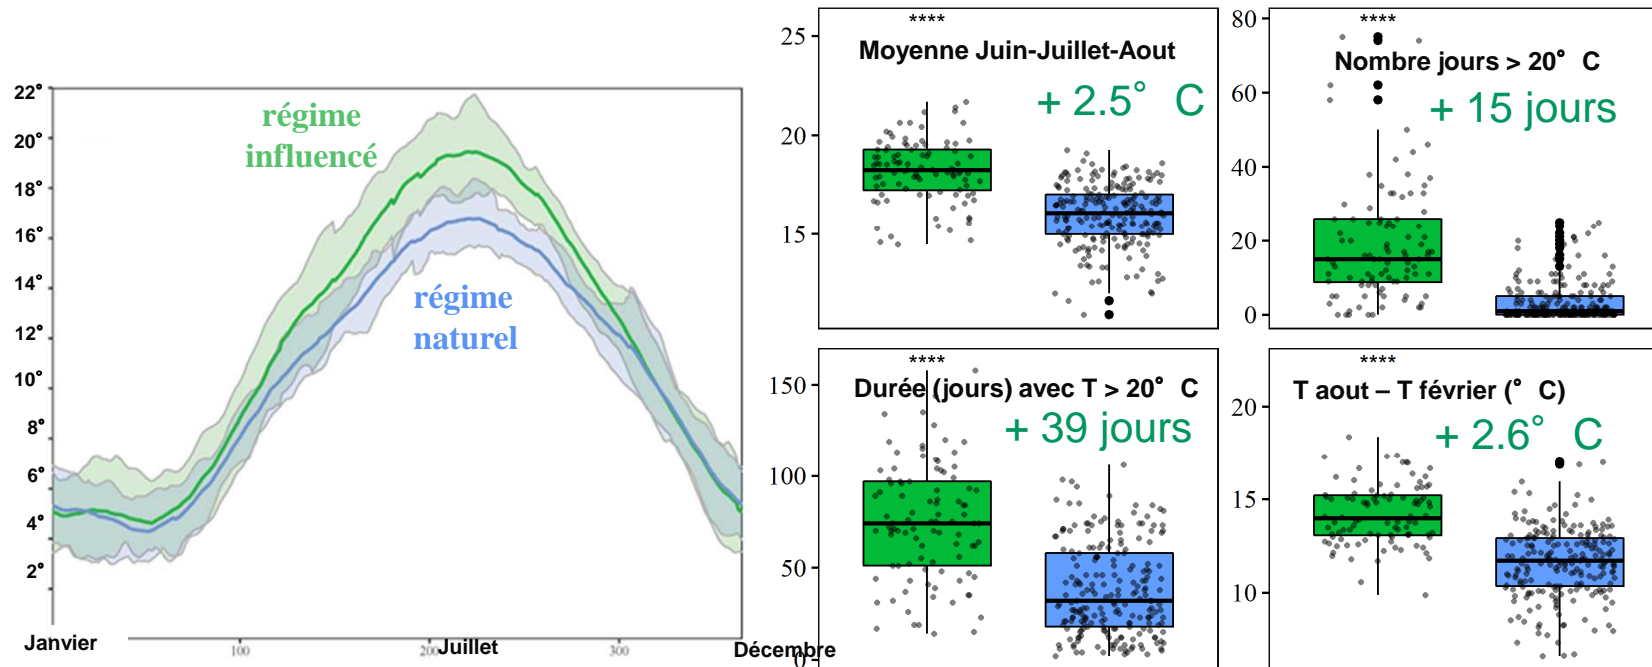 22°
20°
18°
16°
14°
12°
10°
8°
6°
4°
2°
régime
influencé
régime
naturel
Janvier
100
200
Juillet
300
Décembre
****
Moyenne Juin-Juillet-Aout
+ 2.5° C
25
20
15
****
Nombre jours > 20° C
+ 15 jours
80
60
40
20
0
****
Durée (jours) avec T > 20° C
+ 39 jours
150
100
50
0
****
T aout – T février (° C)
+ 2.6° C
20
15
10